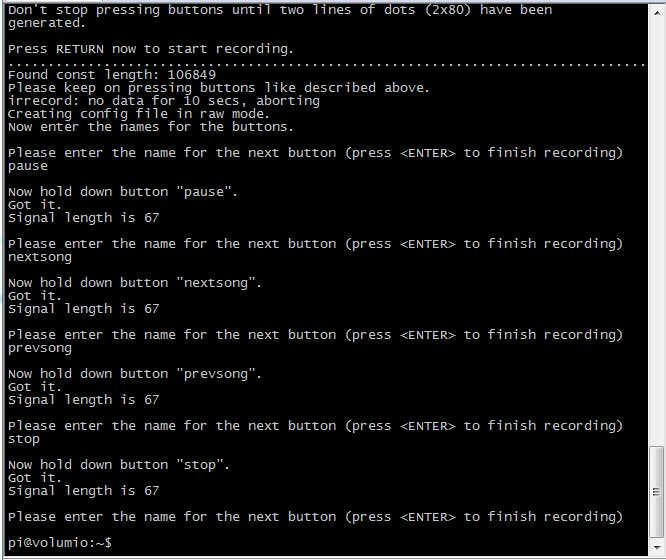 Don't stop pressing buttons until two lines of dots (2x80) have been
generated.
Press RETURN now to start recording.
................................................................................
Found const length: 106849
Please keep on pressing buttons like described above.
irrecord: no data for 10 secs, aborting
Creating config file in raw mode.
Now enter the names for the buttons.
Please enter the name for the next button (press <ENTER> to finish recording)
pause
Now hold down button "pause".
Got it.
Signal length is 67
Please enter the name for the next button (press <ENTER> to finish recording)
nextsong
Now hold down button "nextsong".
Got it.
Signal length is 67
Please enter the name for the next button (press <ENTER> to finish recording)
prevsong
Now hold down button "prevsong".
Got it.
Signal length is 67
Please enter the name for the next button (press <ENTER> to finish recording)
stop
Now hold down button "stop".
Got it.
Signal length is 67
Please enter the name for the next button (press <ENTER> to finish recording)
pi@volumio:~$